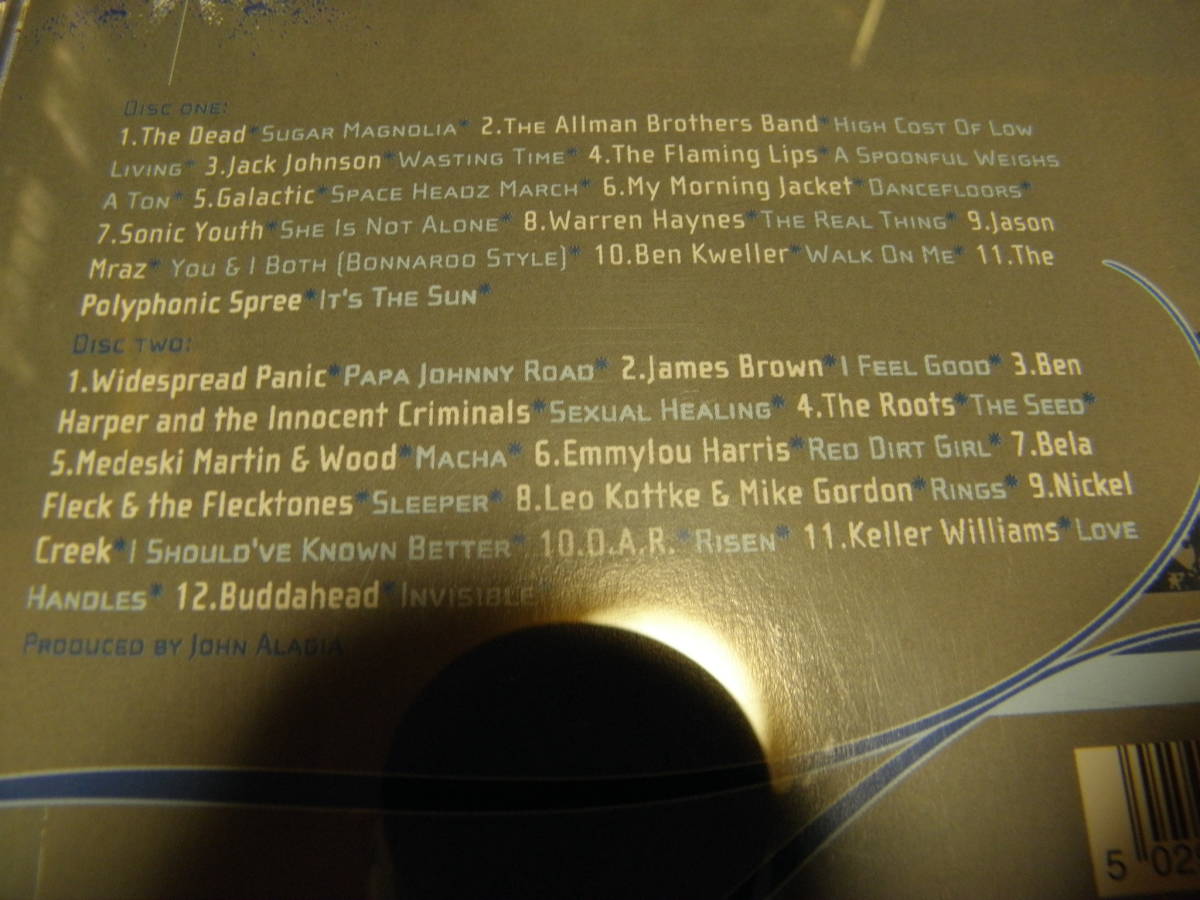 Disc one:
1.The Dead*Sugar Magnolia* 2.The Allman Brothers Band*High Cost Of Low
Living* 3.Jack Johnson*Wasting Time* 4.The Flaming Lips*A Spoonful Weighs
A Ton* 5.Galactic*Space Headz March* 6.My Morning Jacket*Dancefloors*
7.Sonic Youth*She Is Not Alone* 8.Warren Haynes*The Real Thing* 9.Jason
Mraz* You & I Both (Bonnaroo Style)* 10.Ben Kweller*Walk On Me* 11.The
Polyphonic Spree*It's The Sun*
Disc two:
1.Widespread Panic*Papa Johnny Road* 2.James Brown*I Feel Good* 3.Ben
Harper and the Innocent Criminals*Sexual Healing* 4.The Roots*The Seed*
5.Medeski Martin & Wood*Macha* 6.Emmylou Harris*Red Dirt Girl* 7.Bela
Fleck & the Flecktones*Sleeper* 8.Leo Kottke & Mike Gordon*Rings* 9.Nickel
Creek*I Should've Known Better* 10.O.A.R.*Risen* 11.Keller Williams*Love
Handles* 12.Buddahead*Invisible
Produced by John Alagia
5 02